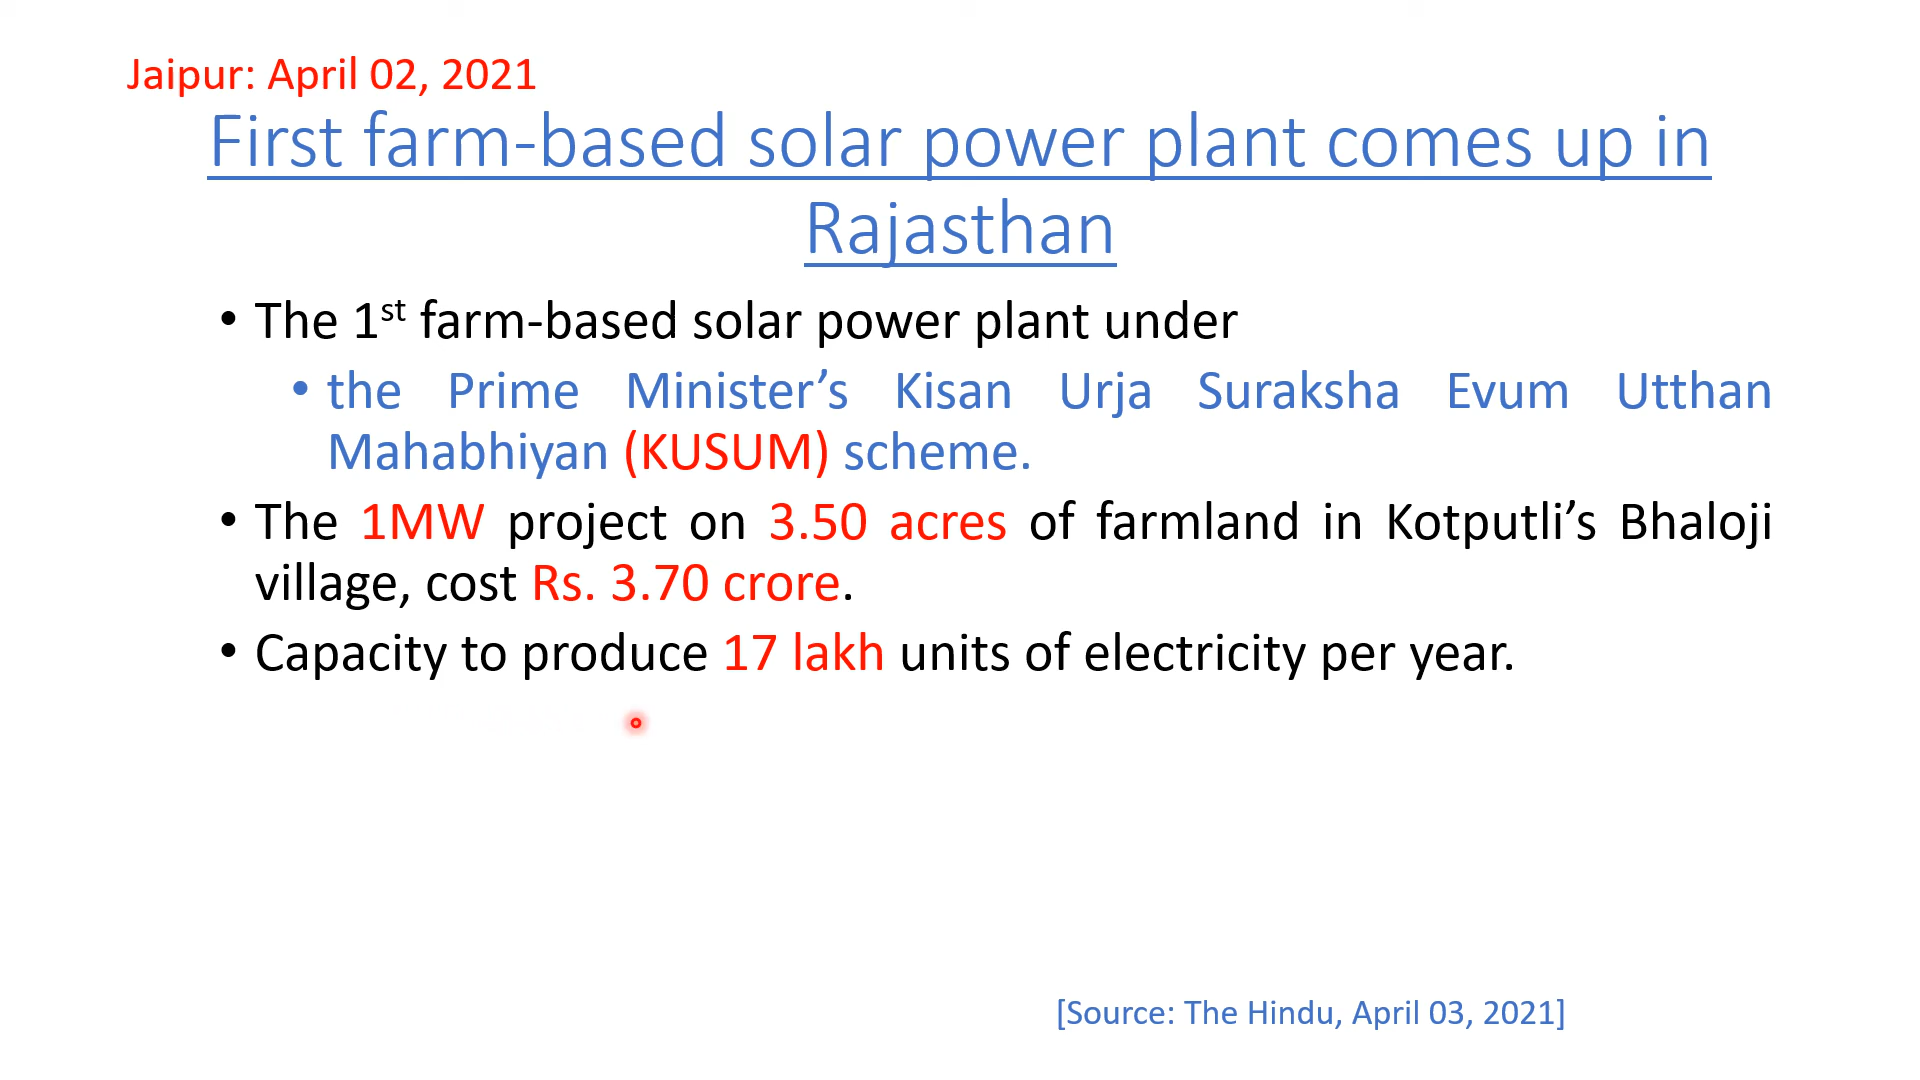 Jaipur: April 02, 2021
First farm-based solar power plant comes up in
Rajasthan
• The 1st farm-based solar power plant under
• the Prime Minister’s Kisan Urja Suraksha Evum Utthan
Mahabhiyan (KUSUM) scheme.
• The 1MW project on 3.50 acres of farmland in Kotputli’s Bhaloji
village, cost Rs. 3.70 crore.
• Capacity to produce 17 lakh units of electricity per year.
[Source: The Hindu, April 03, 2021]